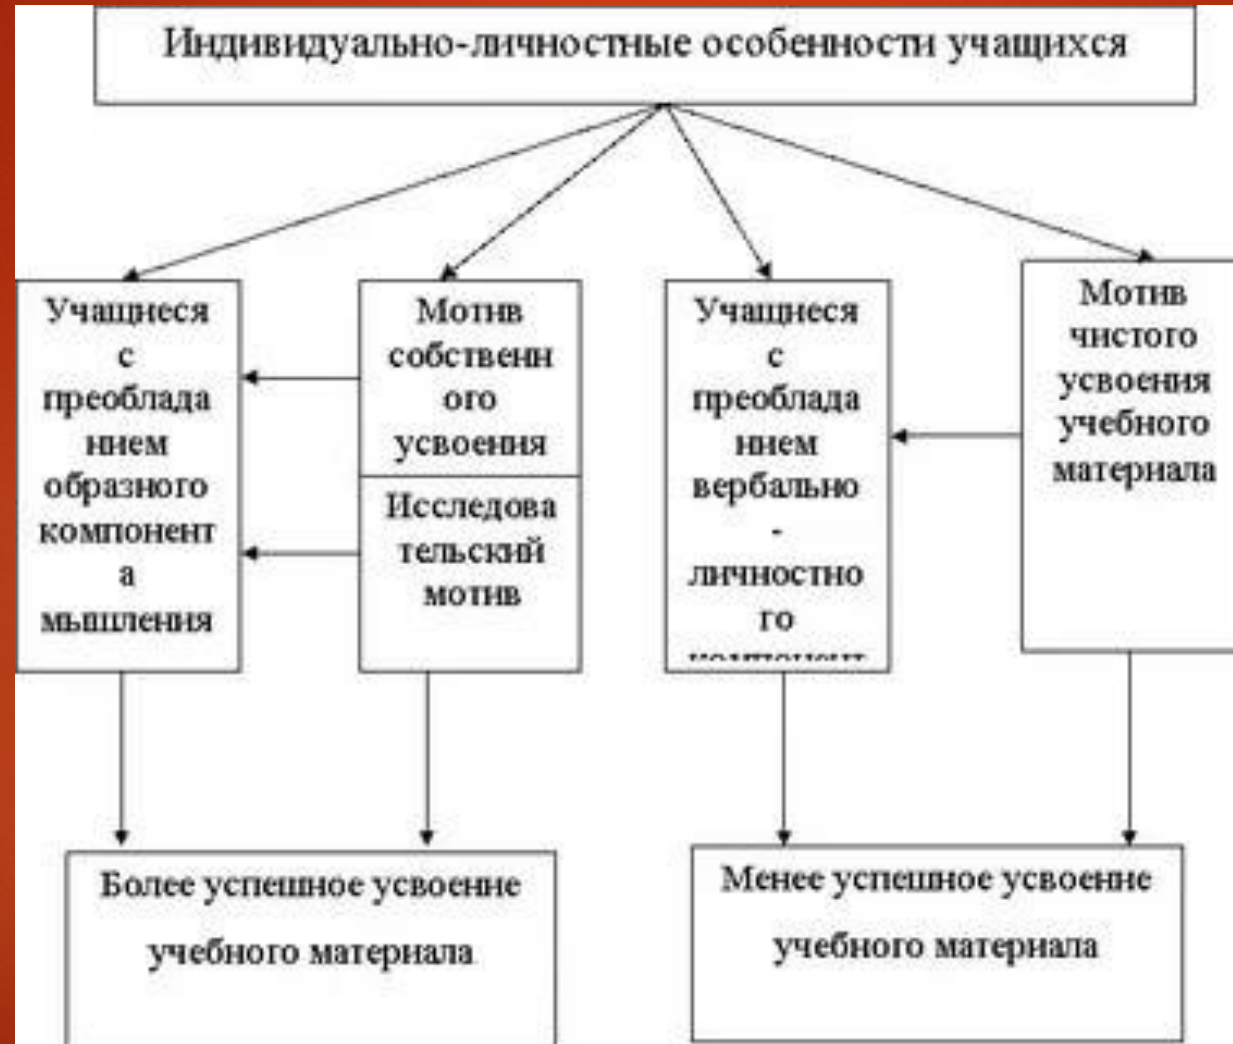 Индивидуально-личностные особенности учащихся
Учащиеся
с
преоблада
нием
образного
компонент
а
мышления
Мотив
собственн
ого
усвоения
Исследова
тельский
мотив
Учащиеся
с
преоблада
нием
вербально
-
личностно
го
компонент
Мотив
чистого
усвоения
учебного
материала
Более успешное усвоение
учебного материала
Менее успешное усвоение
учебного материала